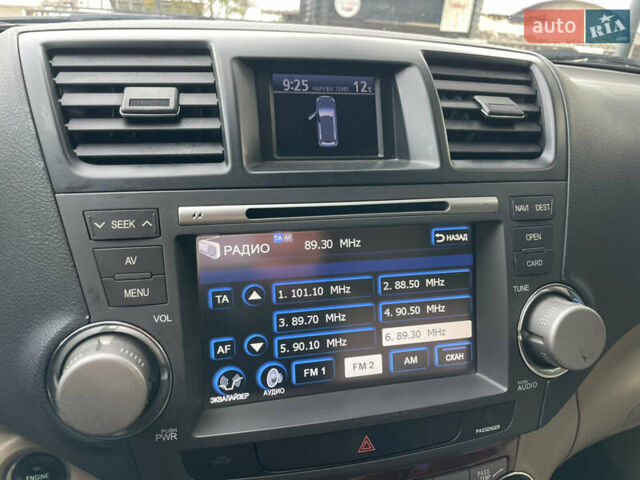 auto RIA
9:25 НАРУЖН ТЕМП. 12°c
SEEK
AV
MENU
VOL
PUSH
PWR
TA AF
РАДИО 89.30 MHz НАЗАД
TA
1. 101.10 MHz 2. 88.50 MHz
3. 89.70 MHz 4. 90.50 MHz
AF
5. 90.10 MHz 6. 89.30 MHz
FM 1 FM 2 AM СКАН
ЭКВАЛАЙЗЕР АУДИО
NAVI DEST.
OPEN
CARD
TUNE
PUSH
AUDIO
PASSENGER
ENGINE
PASS.
TEMP